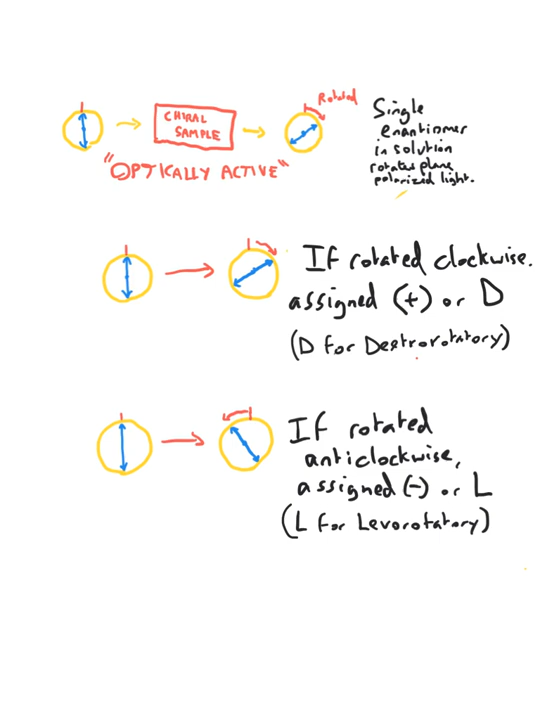 Rotated
CHIRAL
SAMPLE
"OPTICALLY ACTIVE"
Single
enantiomer
in solution
rotates plane
polarized light.
If rotated clockwise.
assigned (+) or D
(D for Destrorotatory)
If rotated
anticlockwise,
assigned (-) or L
(L for Levorotatory)